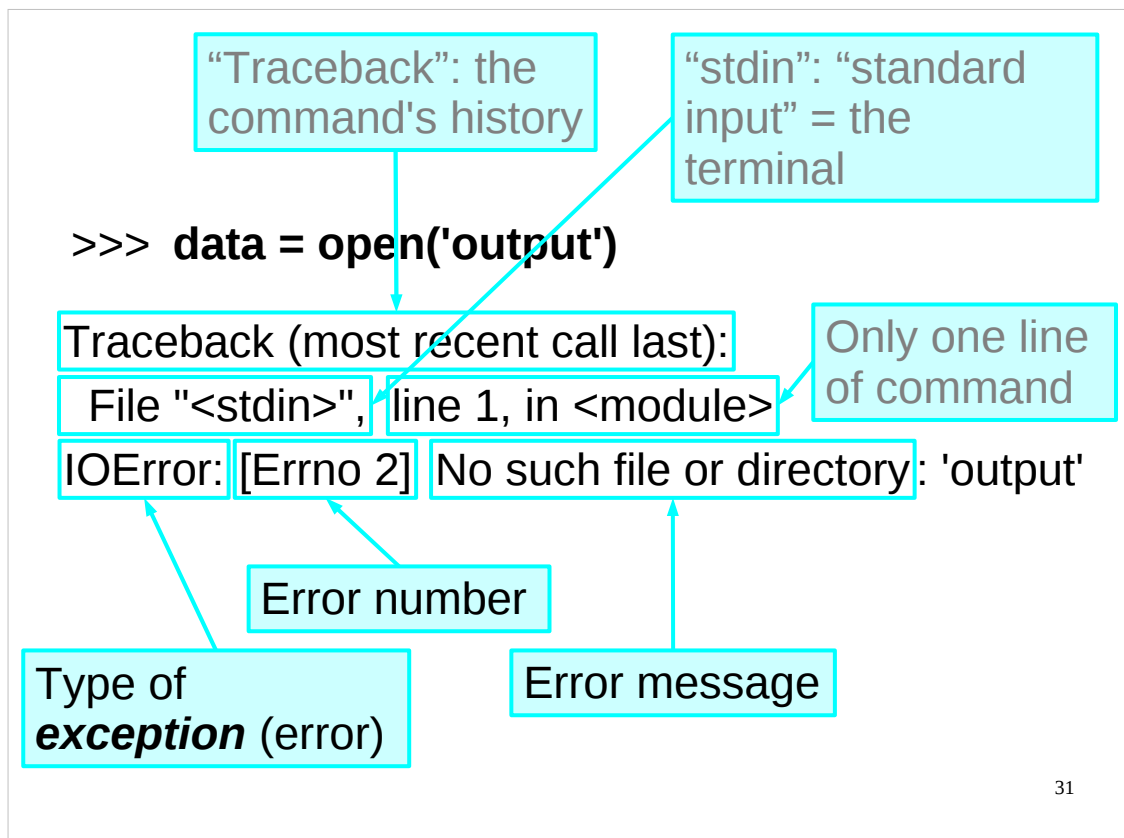 “Traceback”: the
command's history
“stdin”: “standard
input” = the
terminal
>>> data = open('output')
Traceback (most recent call last):
File "<stdin>", line 1, in <module>
Only one line
of command
IOError: [Errno 2] No such file or directory: 'output'
Error number
Type of
exception (error)
Error message
31